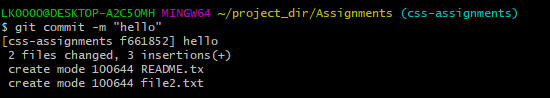 LKOOOO@DESKTOP-A2C5OMH MINGW64 ~/project_dir/Assignments (css-assignments)
$ git commit -m "hello"
[css-assignments f661852] hello
 2 files changed, 3 insertions(+)
 create mode 100644 README.tx
 create mode 100644 file2.txt